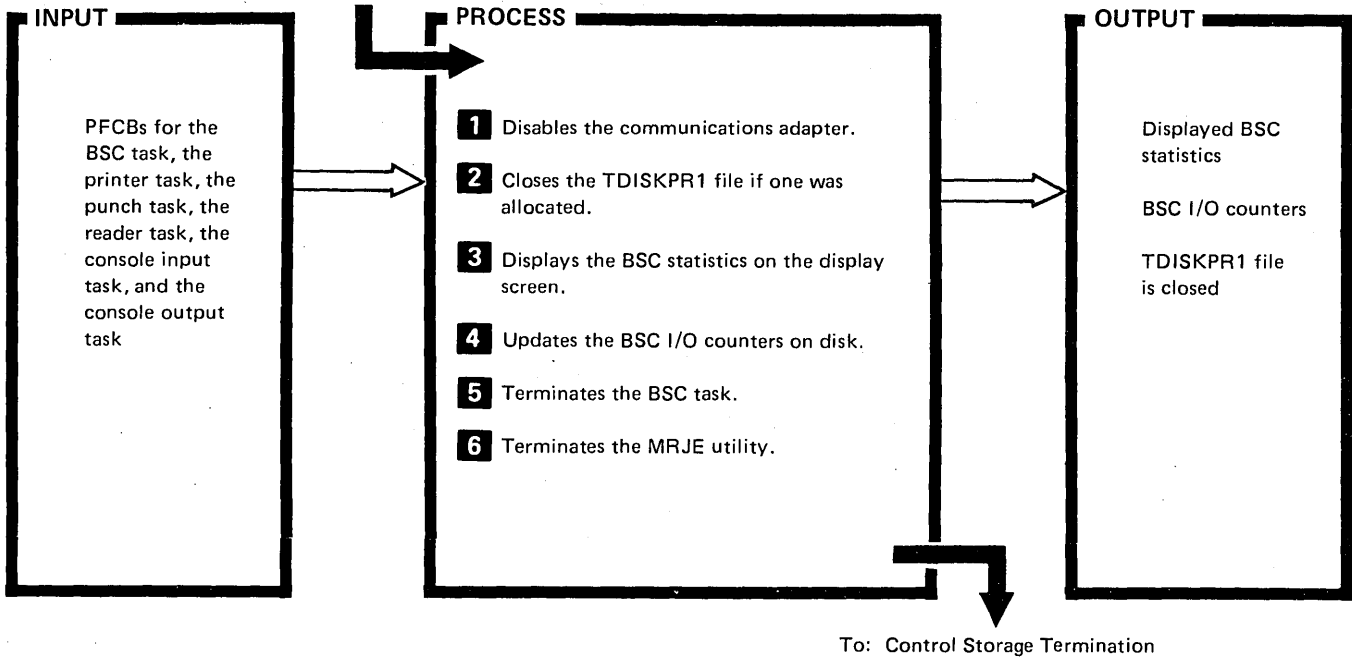 INPUT
PFCBs for the
BSC task, the
printer task, the
punch task, the
reader task, the
console input
task, and the
console output
task
PROCESS
1 Disables the communications adapter.
2 Closes the TDISKPR1 file if one was
allocated.
3 Displays the BSC statistics on the display
screen.
4 Updates the BSC I/O counters on disk.
5 Terminates the BSC task.
6 Terminates the MRJE utility.
OUTPUT
Displayed BSC
statistics
BSC I/O counters
TDISKPR1 file
is closed
To: Control Storage Termination